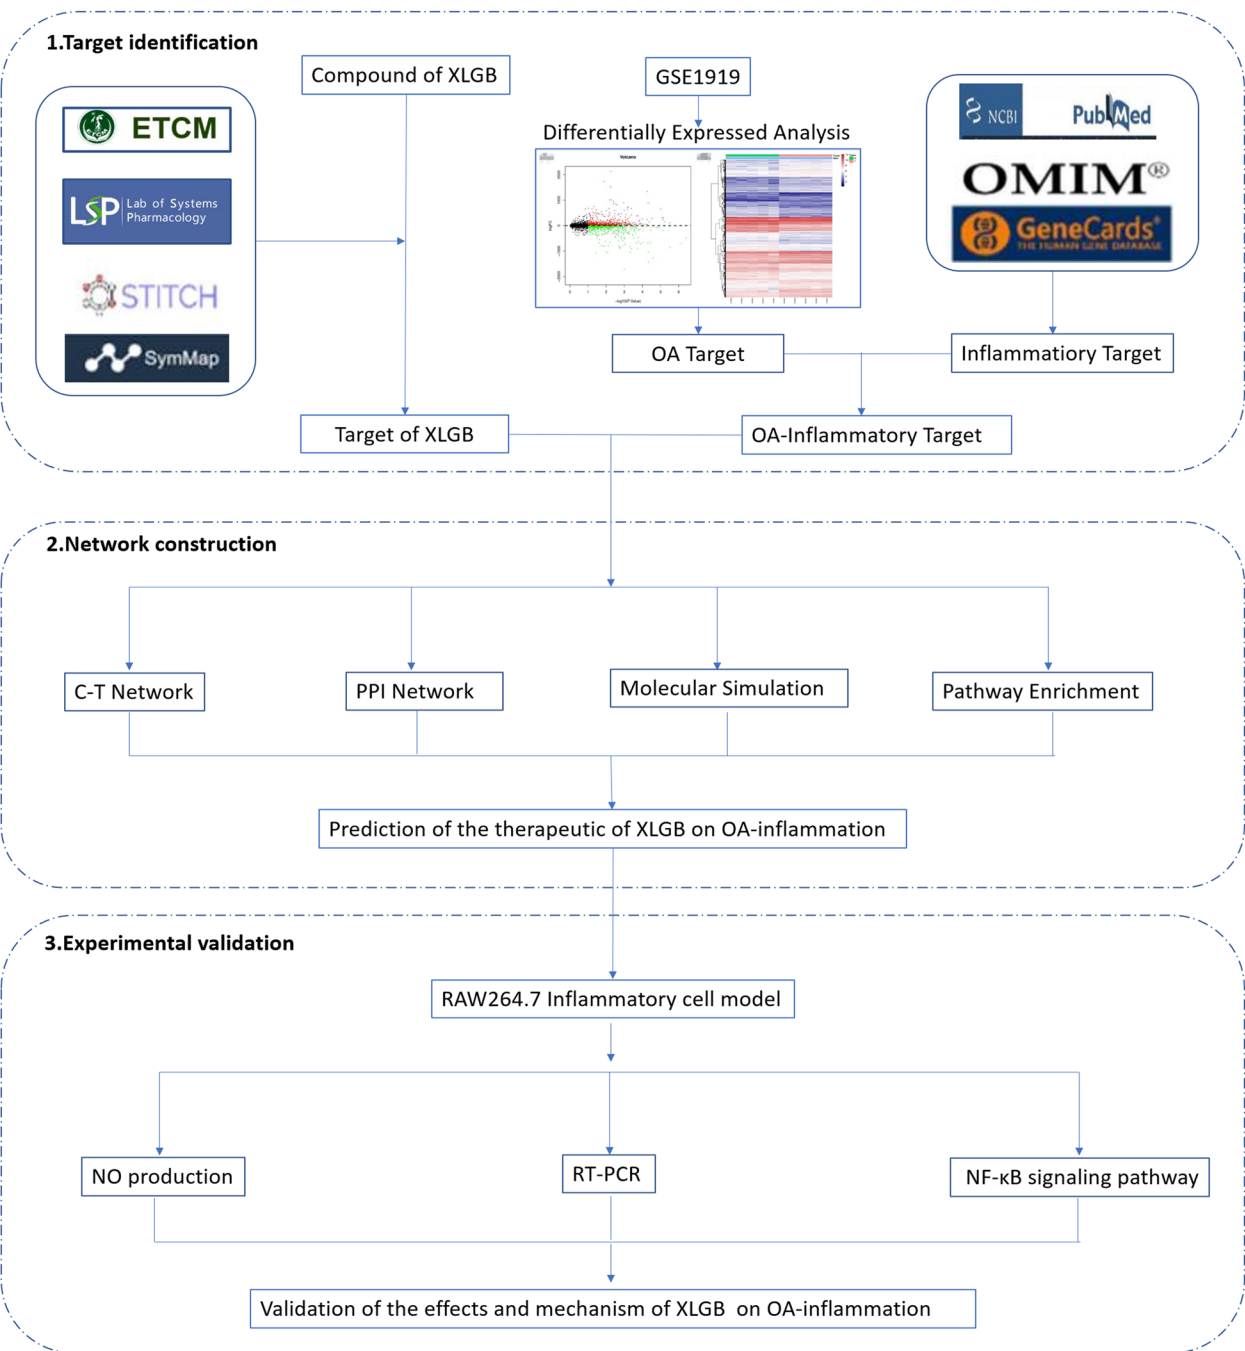 1.Target identification
Compound of XLGB
GSE1919
ETCM
LSP Lab of Systems
Pharmacology
STITCH
SymMap
Differentially Expressed Analysis
Volcano
NCBI
PubMed
OMIM®
GeneCards®
THE HUMAN GENE DATABASE
OA Target
Inflammatiory Target
Target of XLGB
OA-Inflammatory Target
2.Network construction
C-T Network
PPI Network
Molecular Simulation
Pathway Enrichment
Prediction of the therapeutic of XLGB on OA-inflammation
3.Experimental validation
RAW264.7 Inflammatory cell model
NO production
RT-PCR
NF-κB signaling pathway
Validation of the effects and mechanism of XLGB on OA-inflammation